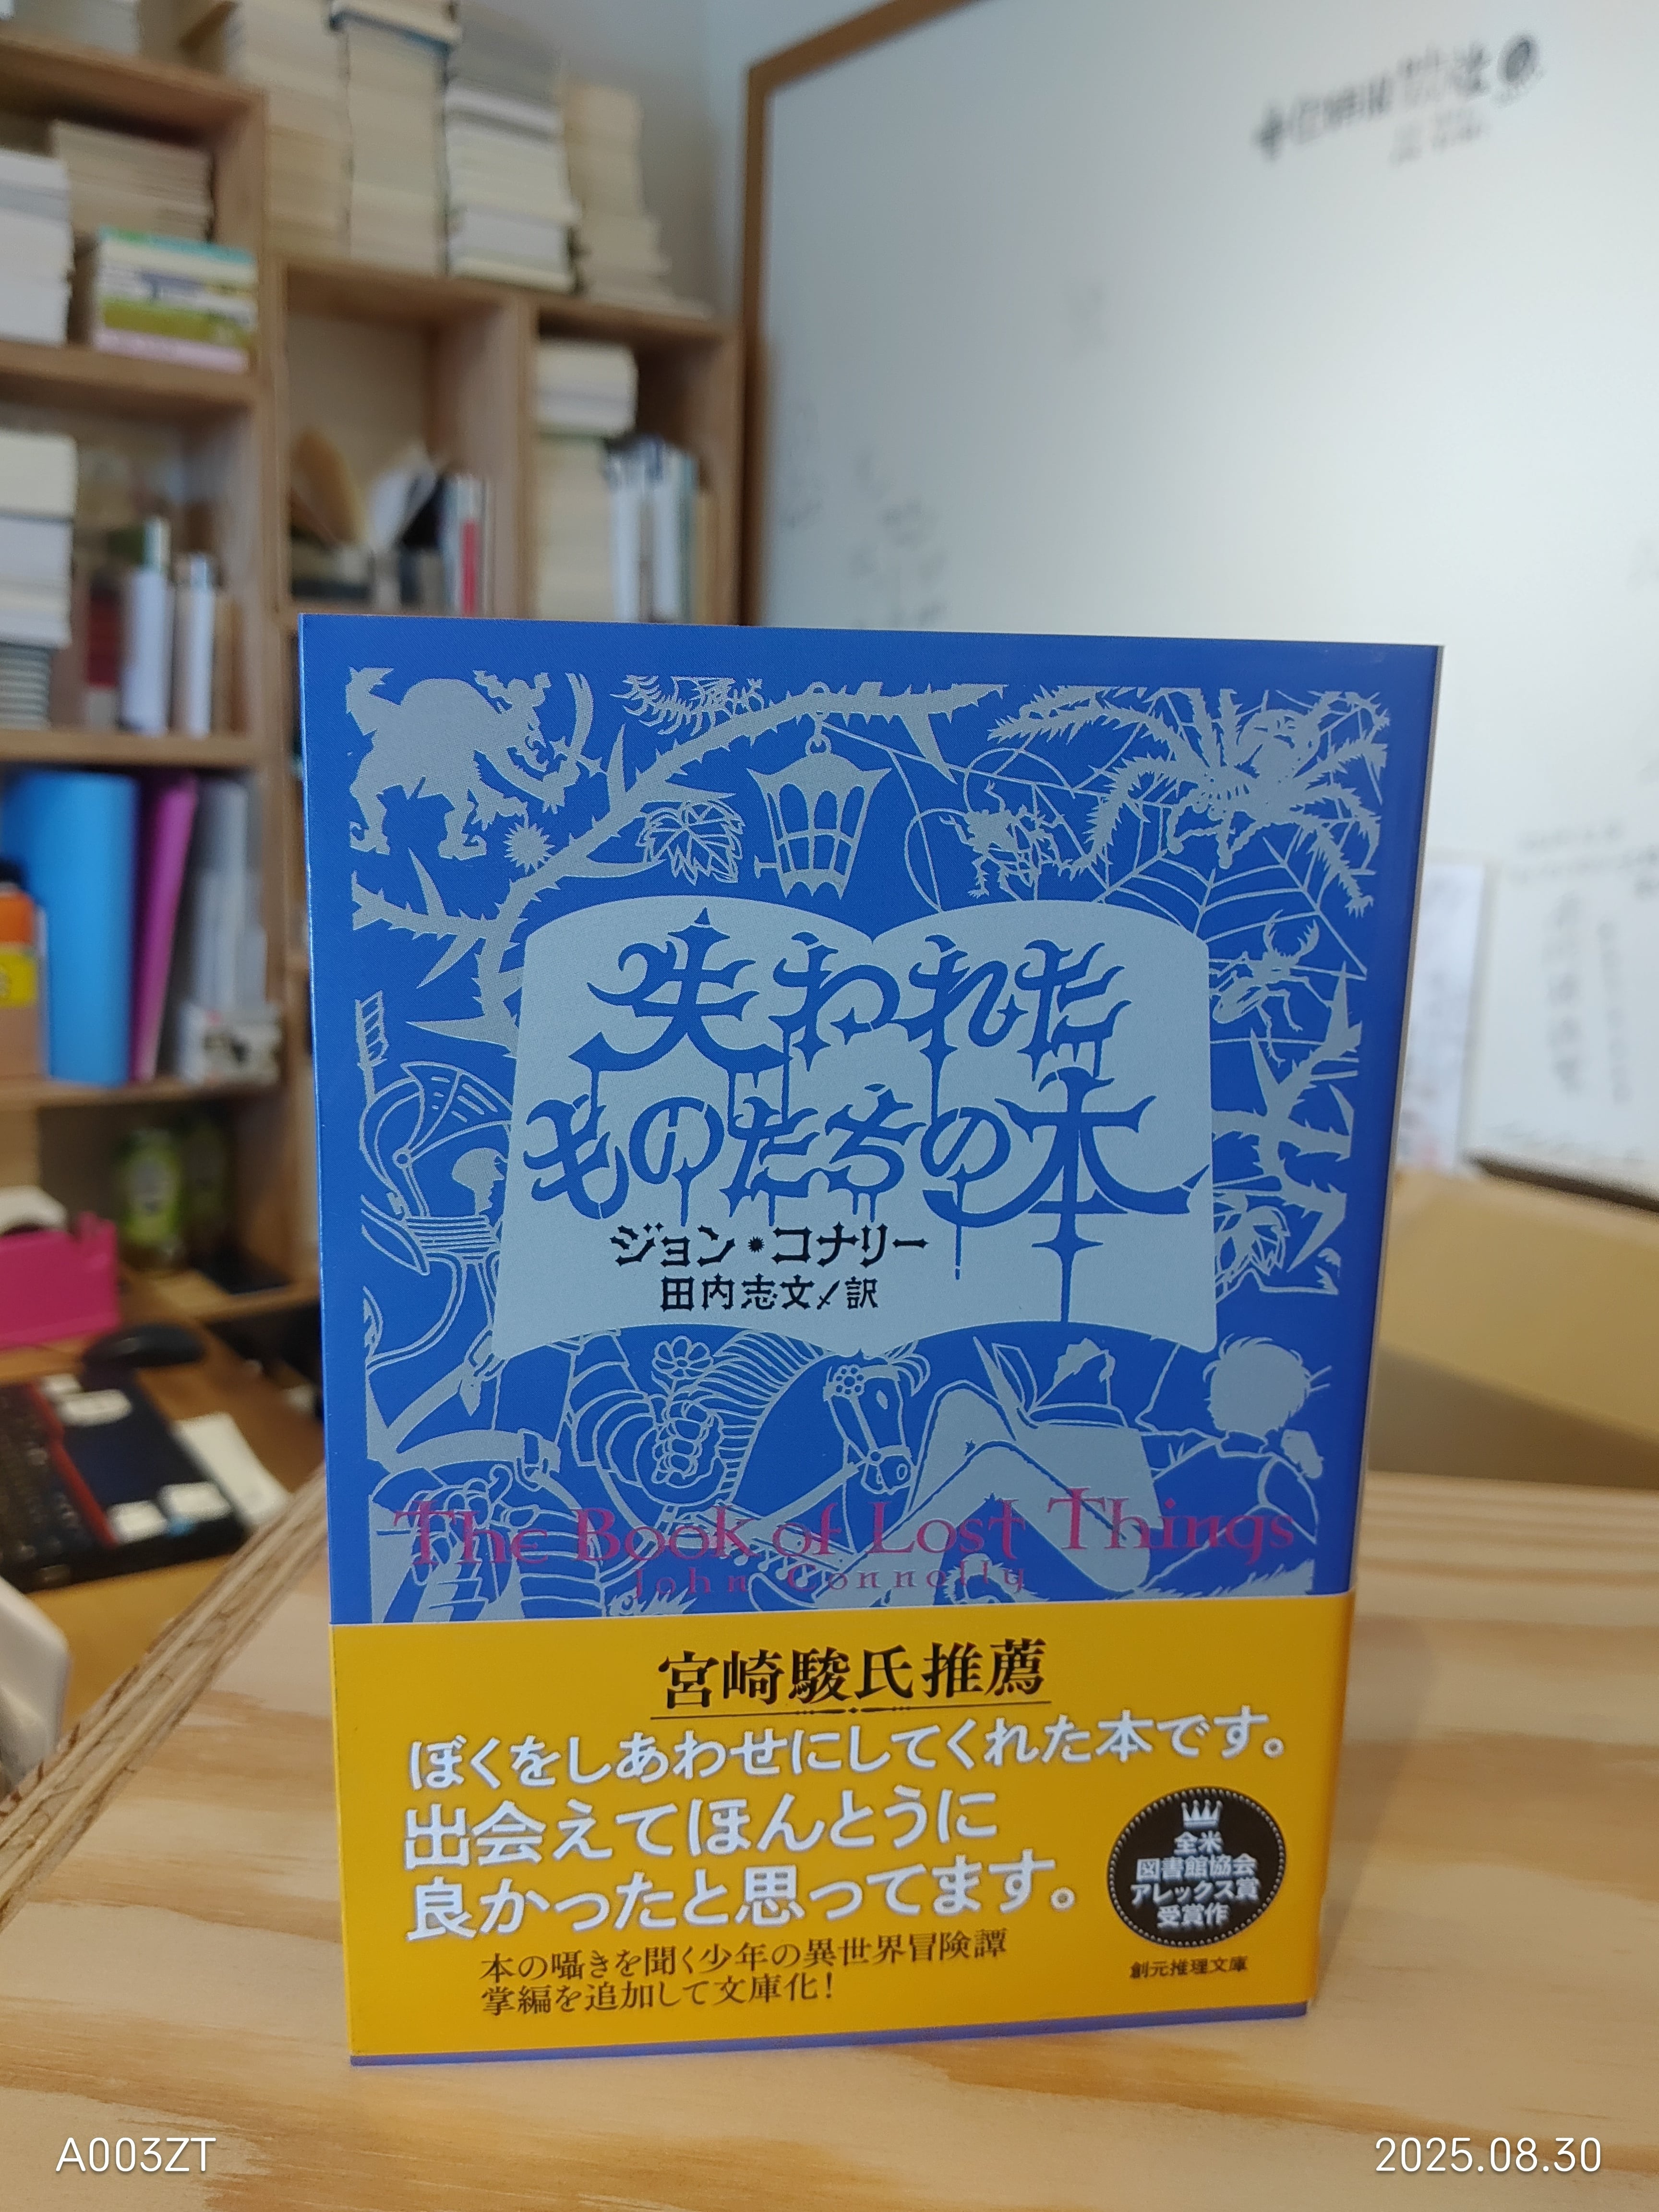 失われた
ものたちの本
ジョン・コナリー
田内志文/訳
The Book of Lost Things
John Connolly
宮崎駿氏推薦
ぼくをしあわせにしてくれた本です。
出会えてほんとうに
良かったと思ってます。
本の囁きを聞く少年の異世界冒険譚
掌編を追加して文庫化!
全米
図書館協会
アレックス賞
受賞作
創元推理文庫
A003ZT
2025.08.30